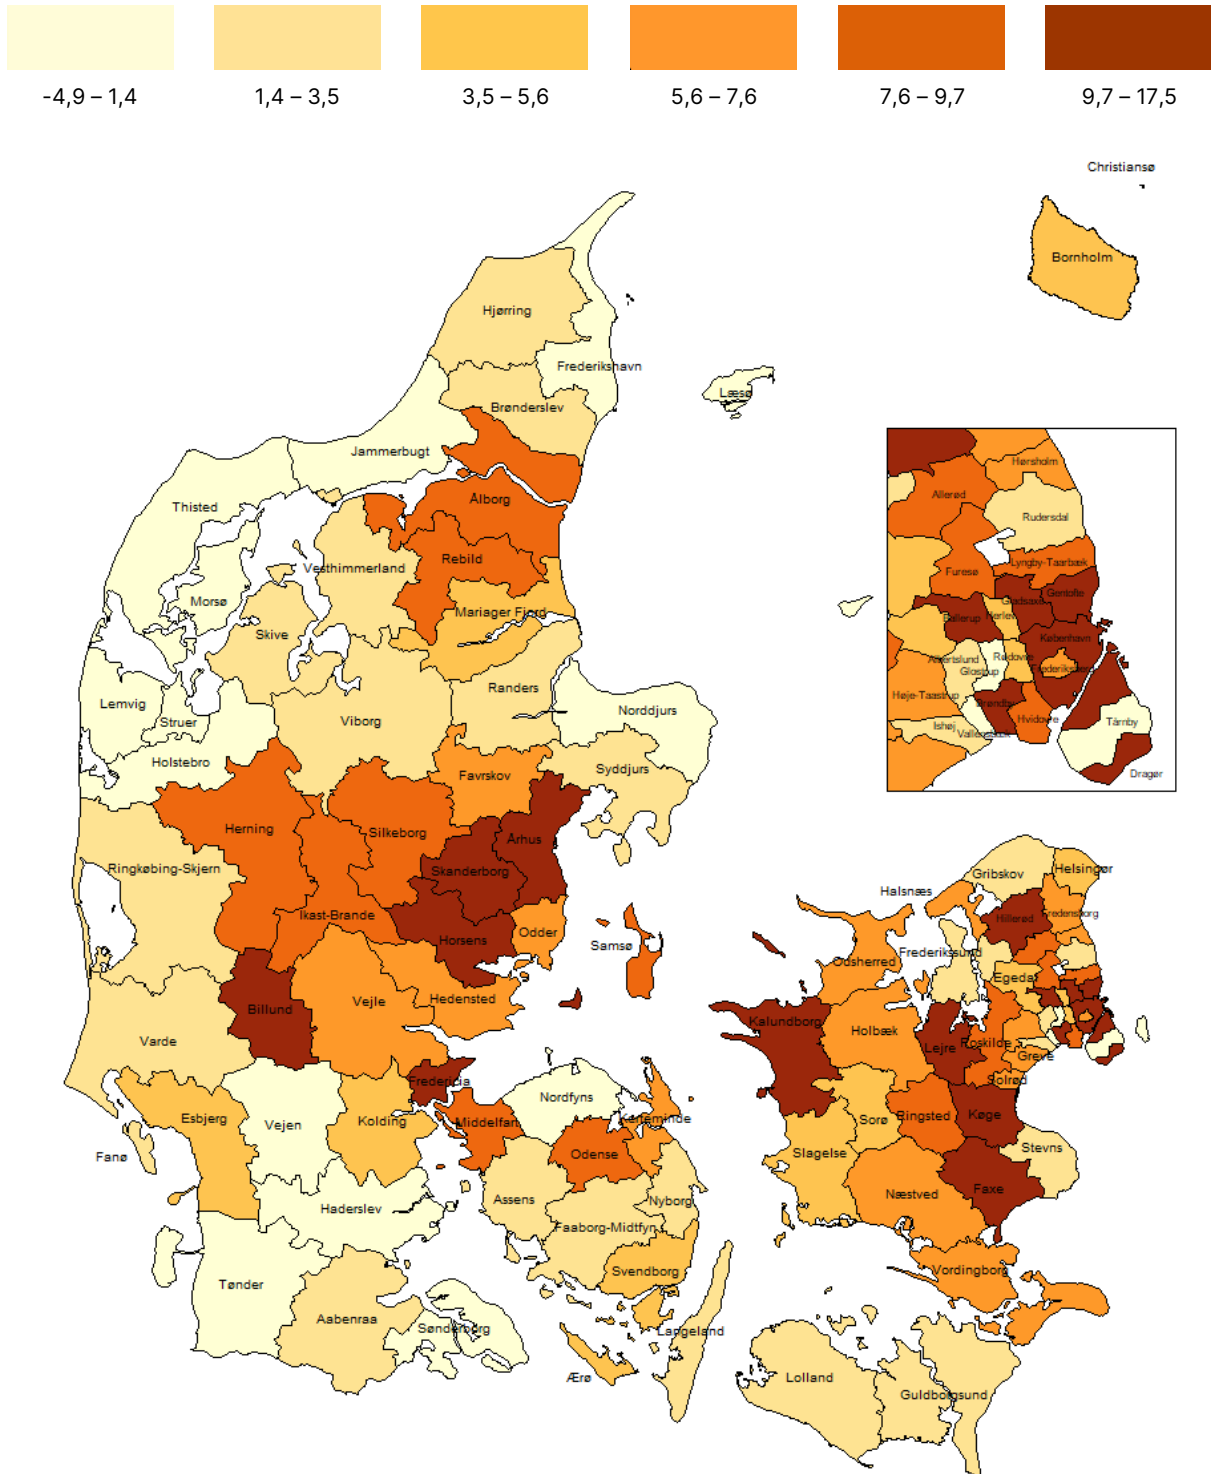 -4,9 – 1,4
1,4 – 3,5
3,5 – 5,6
5,6 – 7,6
7,6 – 9,7
9,7 – 17,5
Christiansø
Bornholm
Hjørring
Frederikshavn
Læsø
Brønderslev
Jammerbugt
Ålborg
Thisted
Rebild
Vesthimmerland
Morsø
Mariager Fjord
Skive
Randers
Lemvig
Struer
Viborg
Norddjurs
Holstebro
Syddjurs
Favrskov
Herning
Silkeborg
Århus
Ringkøbing-Skjern
Skanderborg
Ikast-Brande
Horsens
Odder
Samsø
Billund
Vejle
Hedensted
Varde
Fredericia
Esbjerg
Vejen
Kolding
Middelfart
Nordfyns
Kerteminde
Fanø
Odense
Assens
Nyborg
Haderslev
Faaborg-Midtfyn
Svendborg
Tønder
Aabenraa
Sønderborg
Langeland
Ærø
Hørsholm
Allerød
Rudersdal
Furesø
Lyngby-Taarbæk
Gladsaxe
Gentofte
Ballerup
Herlev
København
Albertslund
Glostrup
Rødovre
Frederiksberg
Høje-Taastrup
Brøndby
Hvidovre
Ishøj
Vallensbæk
Tårnby
Dragør
Gribskov
Helsingør
Halsnæs
Hillerød
Fredensborg
Frederikssund
Odsherred
Egedal
Kalundborg
Holbæk
Lejre
Roskilde
Greve
Solrød
Sorø
Ringsted
Køge
Slagelse
Stevns
Næstved
Faxe
Vordingborg
Lolland
Guldborgsund